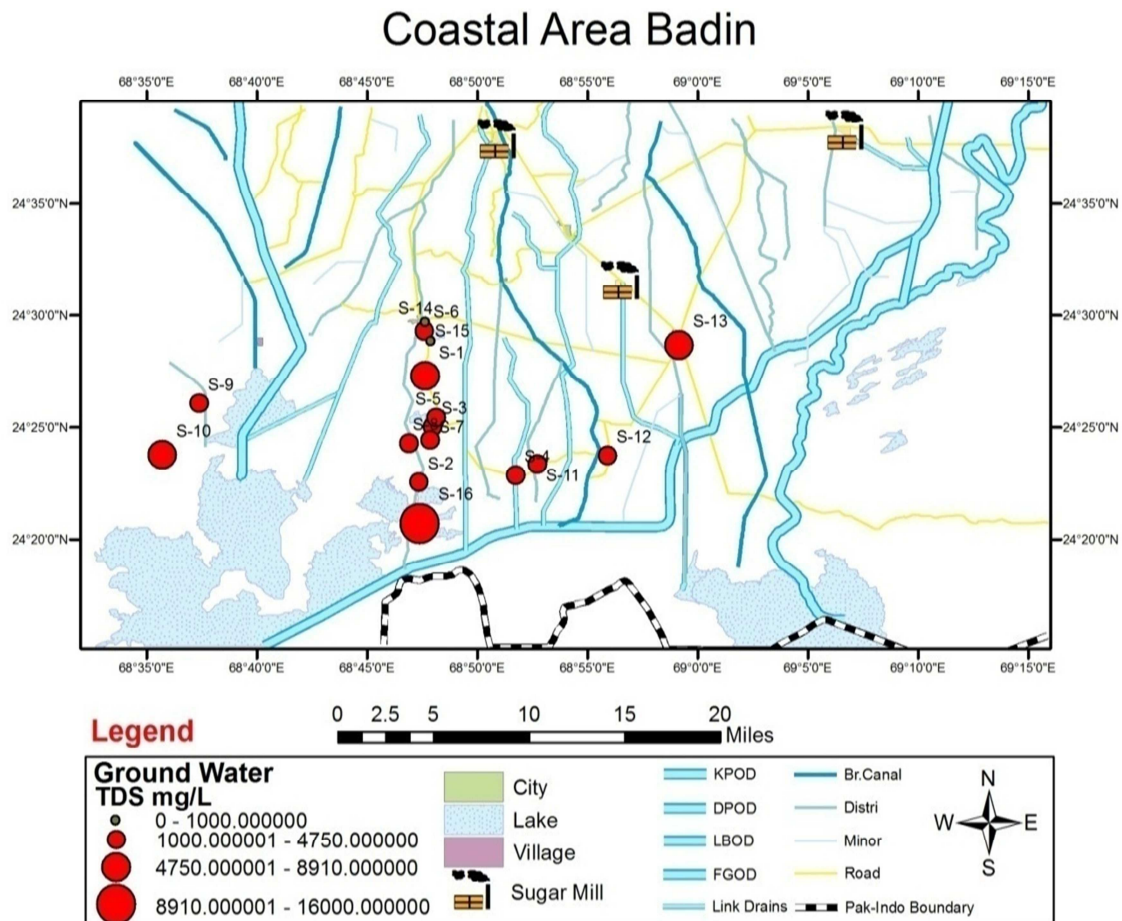 Coastal Area Badin
68°35'0"E 68°40'0"E 68°45'0"E 68°50'0"E 68°55'0"E 69°0'0"E 69°5'0"E 69°10'0"E 69°15'0"E
24°35'0"N 24°35'0"N
24°30'0"N 24°30'0"N
S-14 S-6
S-15
S-13
S-1
S-9
S-5
S-3
24°25'0"N 24°25'0"N
S-7
S-10
S-12
S-2
S-4
S-11
S-16
24°20'0"N 24°20'0"N
68°35'0"E 68°40'0"E 68°45'0"E 68°50'0"E 68°55'0"E 69°0'0"E 69°5'0"E 69°10'0"E 69°15'0"E
0 2.5 5 10 15 20
Miles
Legend
Ground Water
TDS mg/L
0 - 1000.000000
1000.000001 - 4750.000000
4750.000001 - 8910.000000
8910.000001 - 16000.000000
City
Lake
Village
Sugar Mill
KPOD
DPOD
LBOD
FGOD
Link Drains
Br.Canal
Distri
Minor
Road
Pak-Indo Boundary
N
W E
S